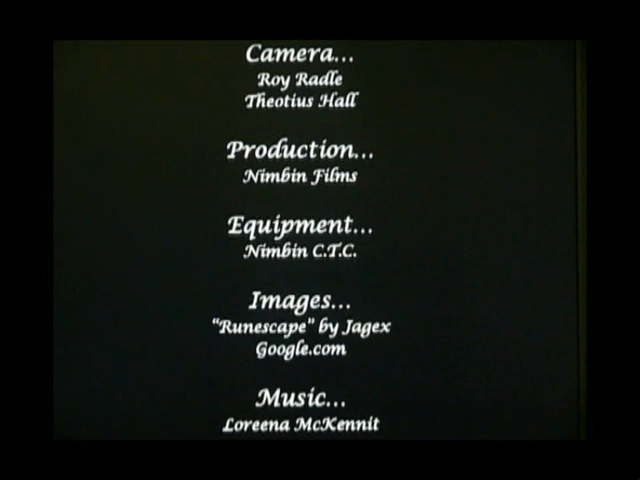 Camera...
Roy Radle
Theotius Hall
Production...
Nimbin Films
Equipment...
Nimbin C.T.C.
Images...
“Runescape” by Jagex
Google.com
Music...
Loreena McKennit